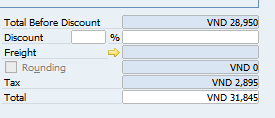 Total Before Discount VND 28,950
Discount %
Freight
Rounding VND 0
Tax VND 2,895
Total VND 31,845